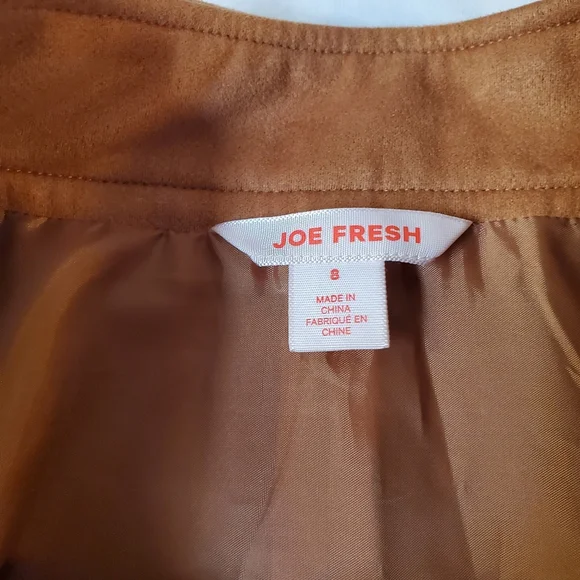 JOE FRESH
8
MADE IN
CHINA
FABRIQUÉ EN
CHINE